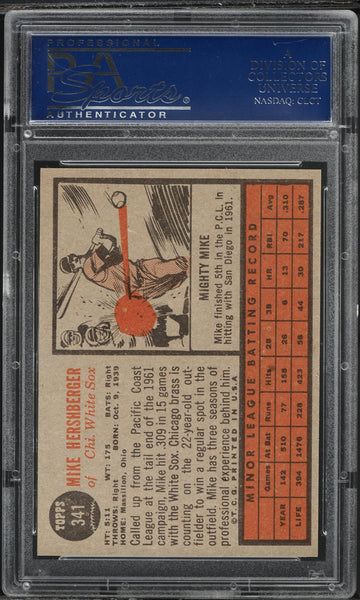 PROFESSIONAL
PSA
Sports
®
AUTHENTICATOR
A
DIVISION OF
COLLECTORS
UNIVERSE
NASDAQ: CLCT
TOPPS
341
MIKE HERSHBERGER
of Chi. White Sox
HT: 5:11 WT: 175 BATS: Right
THROWS: Right BORN: Oct. 9, 1939
HOME: Massilon, Ohio
Called up from the Pacific Coast
League at the tail end of the 1961
campaign, Mike hit .309 in 15 games
with the White Sox. Chicago brass is
counting on the 22-year-old out-
fielder to win a regular spot in the
outfield. Mike has three seasons of
professional experience behind him.
© T.C.G. PRINTED IN U.S.A.
MIGHTY MIKE
Mike finished 5th in the P.C.L. in
hitting with San Diego in 1961.
MINOR LEAGUE BATTING RECORD
Games At Bat Runs Hits 2B 3B HR RBI Avg.
YEAR 142 510 77 158 28 6 13 70 .310
LIFE 394 1476 228 423 58 44 30 217 .287